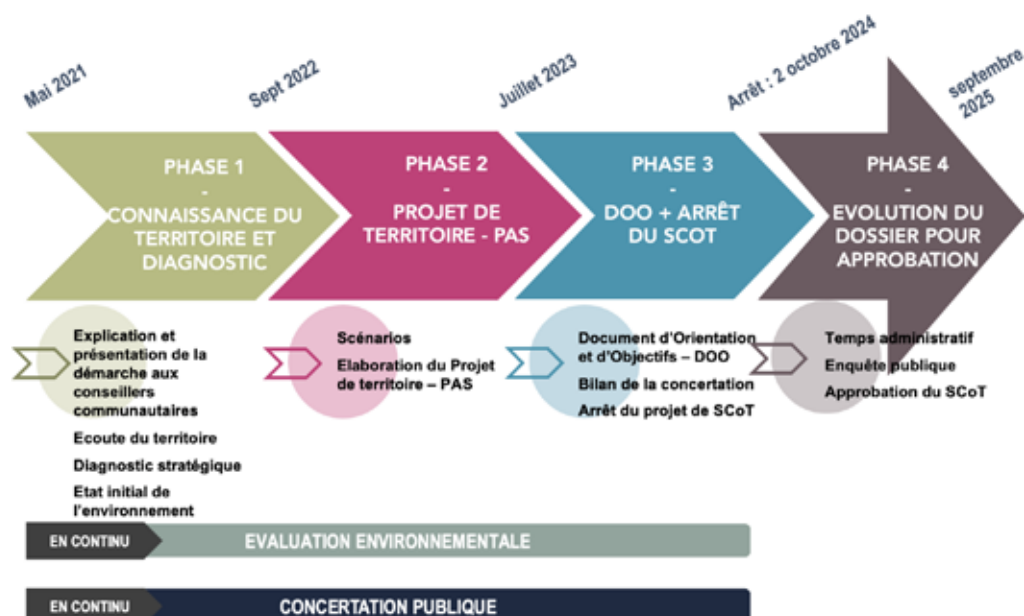 Mai 2021
Sept 2022
Juillet 2023
Arrêt : 2 octobre 2024
septembre
2025
PHASE 1
-
CONNAISSANCE DU
TERRITOIRE ET
DIAGNOSTIC
PHASE 2
-
PROJET DE
TERRITOIRE - PAS
PHASE 3
-
DOO + ARRÊT
DU SCOT
PHASE 4
-
EVOLUTION DU
DOSSIER POUR
APPROBATION
Explication et
présentation de la
démarche aux
conseillers
communautaires
Ecoute du territoire
Diagnostic stratégique
Etat initial de
l'environnement
Scénarios
Elaboration du Projet
de territoire – PAS
Document d'Orientation
et d'Objectifs – DOO
Bilan de la concertation
Arrêt du projet de SCoT
Temps administratif
Enquête publique
Approbation du SCoT
EN CONTINU
EVALUATION ENVIRONNEMENTALE
EN CONTINU
CONCERTATION PUBLIQUE